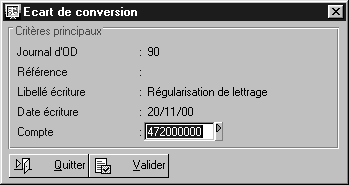 Ecart de conversion
Critères principaux
Journal d'OD : 90
Référence :
Libellé écriture : Régularisation de lettrage
Date écriture : 20/11/00
Compte : 472000000
Quitter Valider